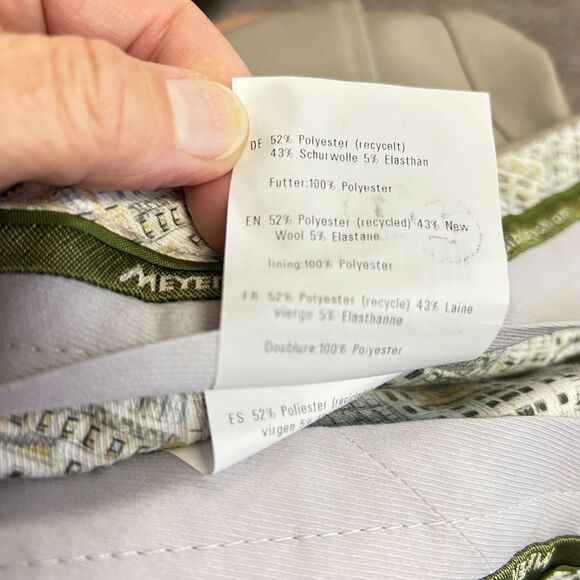 DE 52% Polyester (recycelt)
43% Schurwolle 5% Elasthan
Futter:100% Polyester
EN 52% Polyester (recycled) 43% New
Wool 5% Elastane
lining:100% Polyester
FR 52% Polyester (recycle) 43% Laine
vierge 5% Elasthanne
Doublure:100% Polyester
ES 52% Poliester
virgen 5%
MEYER